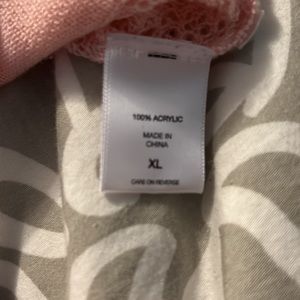 100% ACRYLIC
MADE IN
CHINA
XL
CARE ON REVERSE